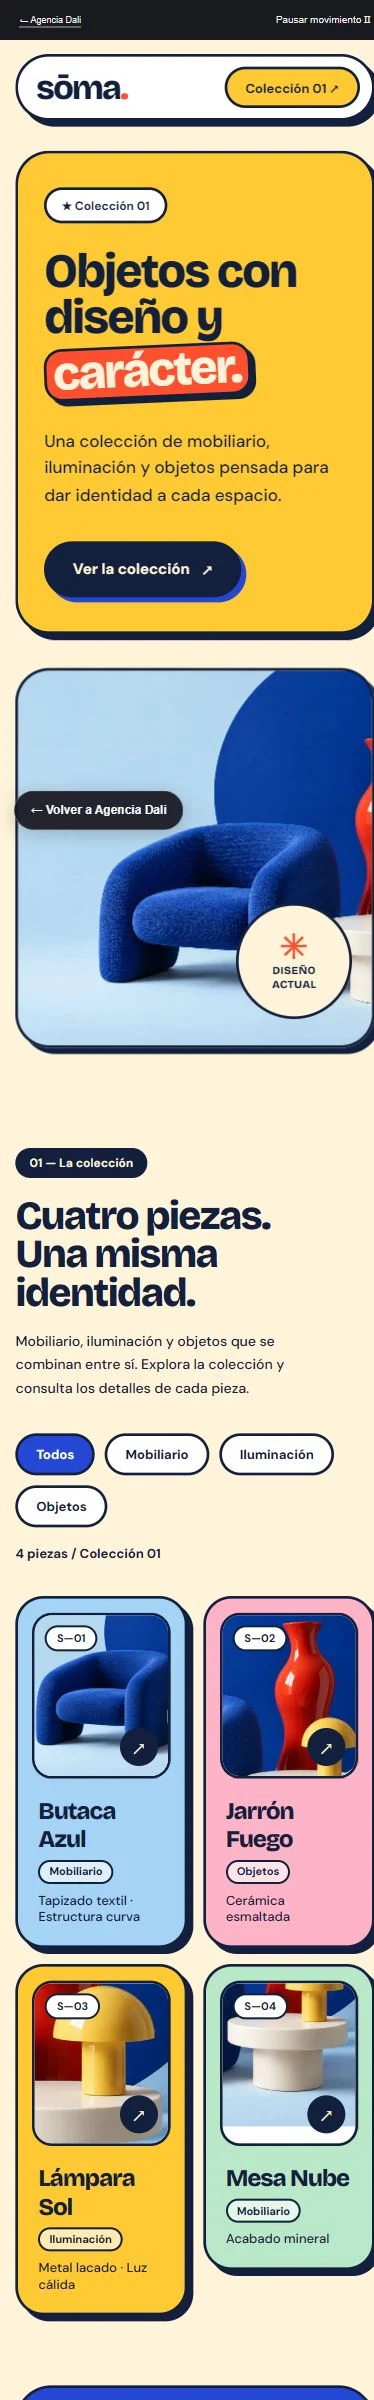 ← Agencia Dali
Pausar movimiento II
sōma.
Colección 01 ↗
★ Colección 01
Objetos con
diseño y
carácter.
Una colección de mobiliario,
iluminación y objetos pensada para
dar identidad a cada espacio.
Ver la colección ↗
← Volver a Agencia Dali
DISEÑO
ACTUAL
01 — La colección
Cuatro piezas.
Una misma
identidad.
Mobiliario, iluminación y objetos que se
combinan entre sí. Explora la colección y
consulta los detalles de cada pieza.
Todos
Mobiliario
Iluminación
Objetos
4 piezas / Colección 01
S—01
↗
Butaca
Azul
Mobiliario
Tapizado textil ·
Estructura curva
S—02
↗
Jarrón
Fuego
Objetos
Cerámica
esmaltada
S—03
↗
Lámpara
Sol
Iluminación
Metal lacado · Luz
cálida
S—04
↗
Mesa Nube
Mobiliario
Acabado mineral